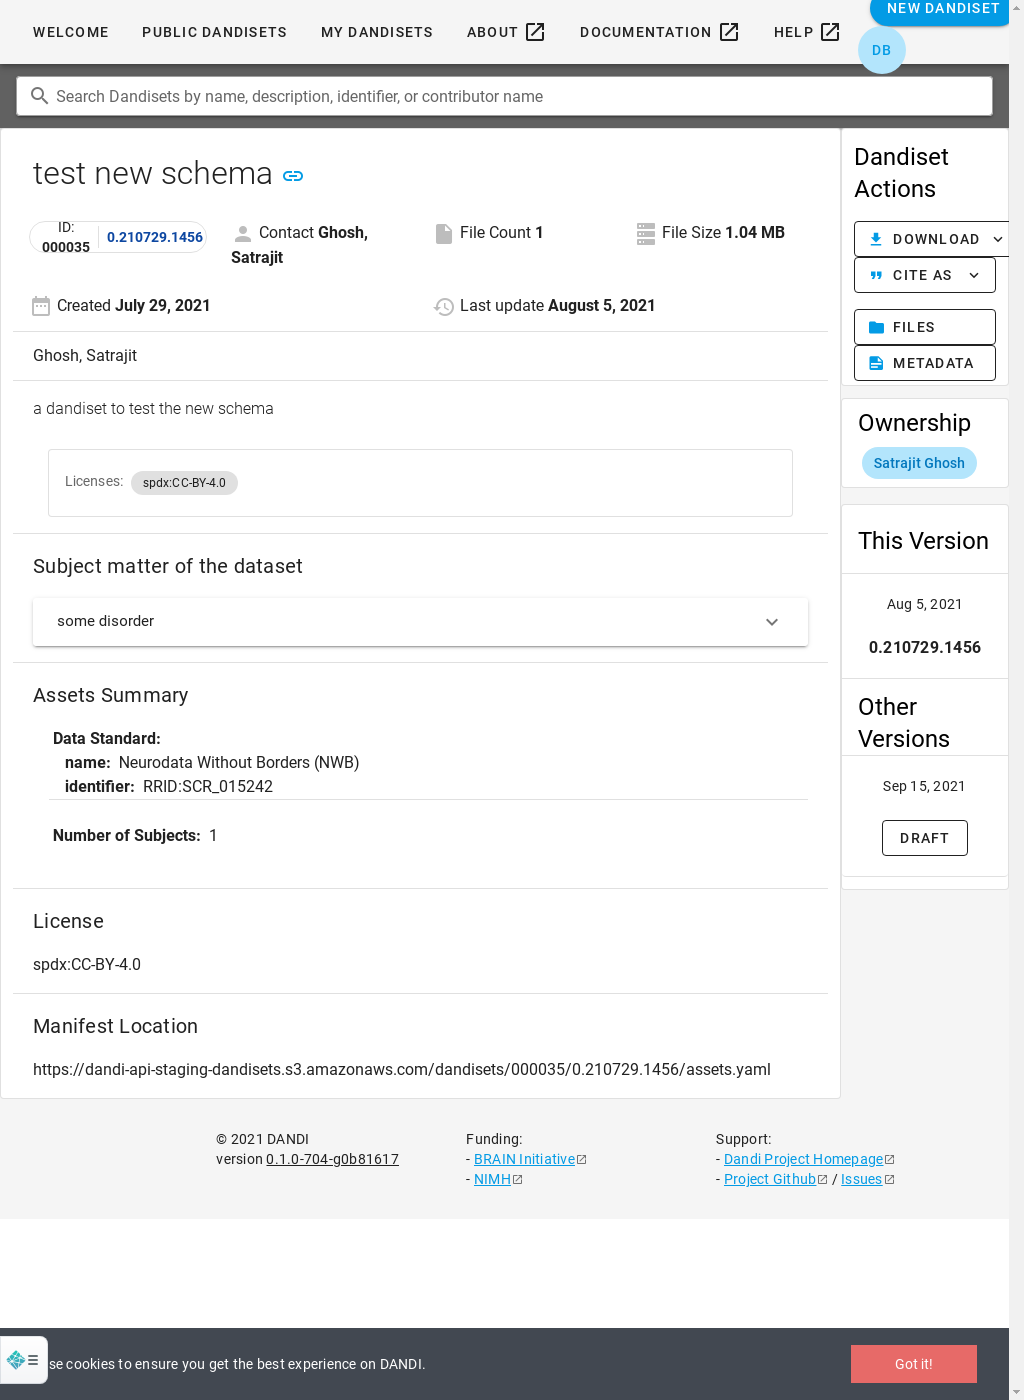 WELCOME PUBLIC DANDISETS MY DANDISETS ABOUT DOCUMENTATION HELP NEW DANDISET
DB
Search Dandisets by name, description, identifier, or contributor name
test new schema
ID: 000035 0.210729.1456
Contact Ghosh, Satrajit
File Count 1
File Size 1.04 MB
Created July 29, 2021
Last update August 5, 2021
Ghosh, Satrajit
a dandiset to test the new schema
Licenses: spdx:CC-BY-4.0
Subject matter of the dataset
some disorder
Assets Summary
Data Standard:
name: Neurodata Without Borders (NWB)
identifier: RRID:SCR_015242
Number of Subjects: 1
License
spdx:CC-BY-4.0
Manifest Location
https://dandi-api-staging-dandisets.s3.amazonaws.com/dandisets/000035/0.210729.1456/assets.yaml
Dandiset
Actions
DOWNLOAD
CITE AS
FILES
METADATA
Ownership
Satrajit Ghosh
This Version
Aug 5, 2021
0.210729.1456
Other
Versions
Sep 15, 2021
DRAFT
© 2021 DANDI
version 0.1.0-704-g0b81617
Funding:
- BRAIN Initiative
- NIMH
Support:
- Dandi Project Homepage
- Project Github / Issues
se cookies to ensure you get the best experience on DANDI.
Got it!